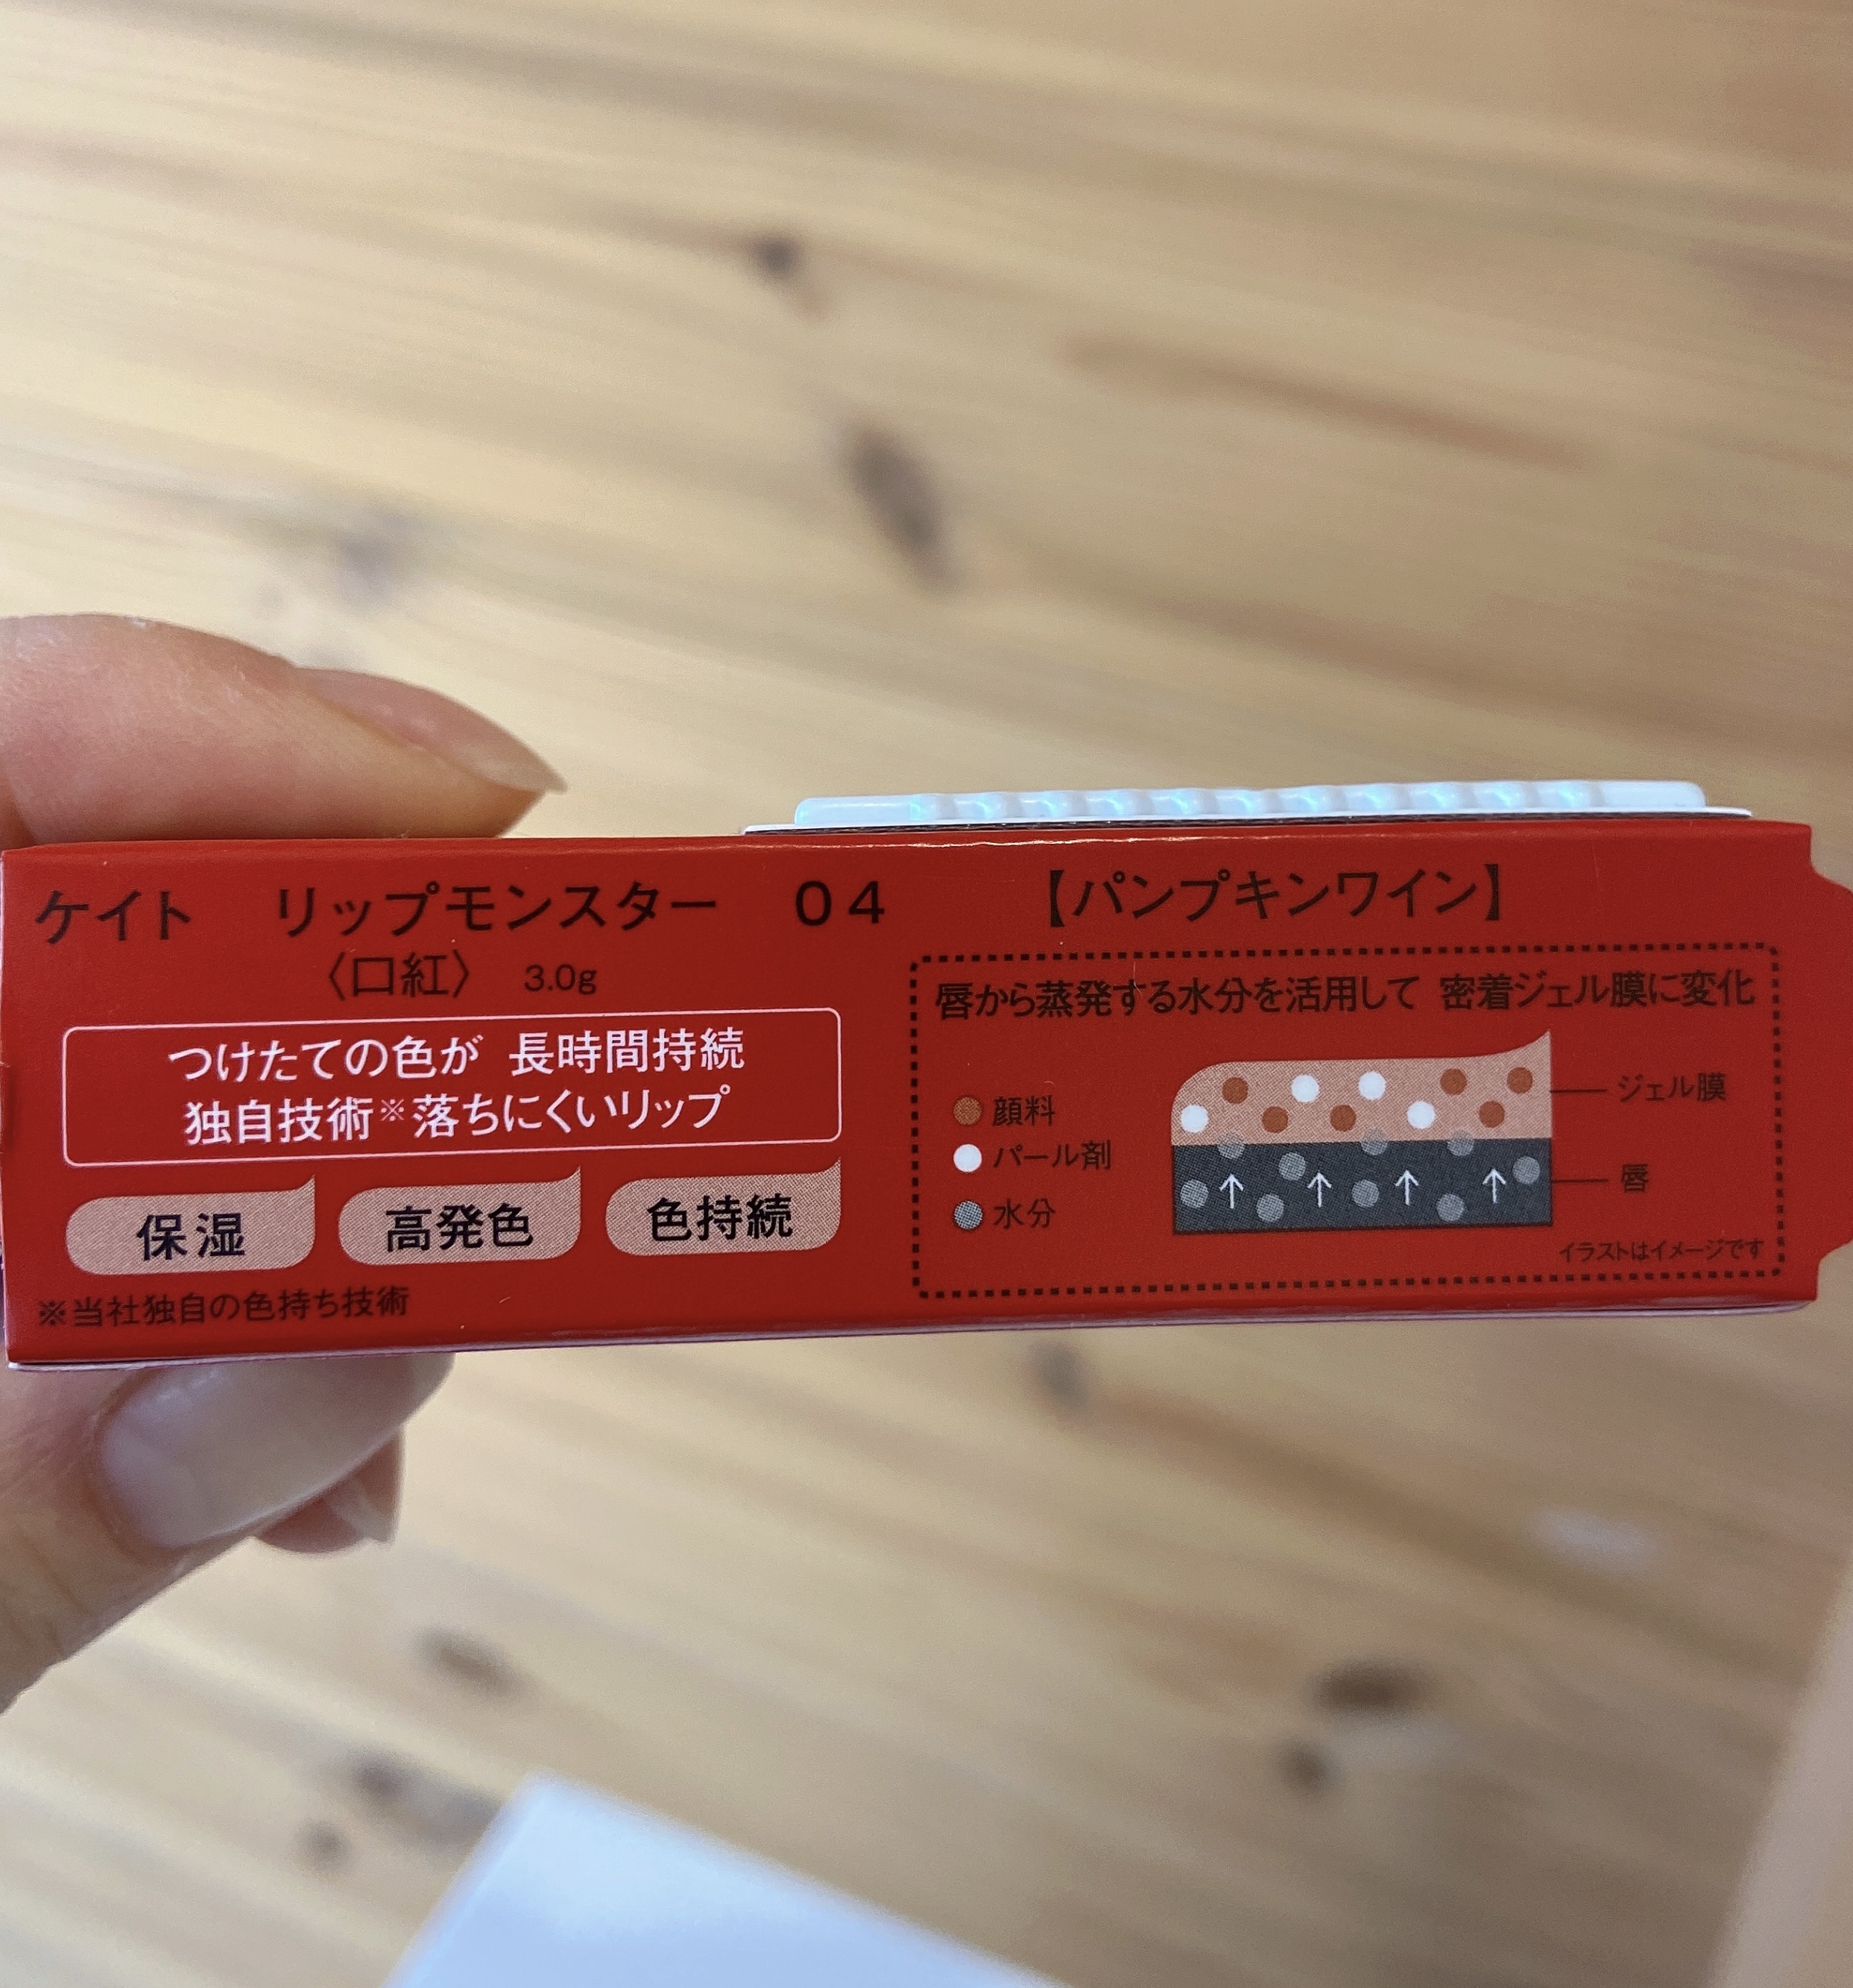 ケイト リップモンスター 04 【パンプキンワイン】
〈口紅〉 3.0g
つけたての色が 長時間持続
独自技術※落ちにくいリップ
保湿 高発色 色持続
※当社独自の色持ち技術
唇から蒸発する水分を活用して 密着ジェル膜に変化
顔料
パール剤
水分
ジェル膜
唇
イラストはイメージです